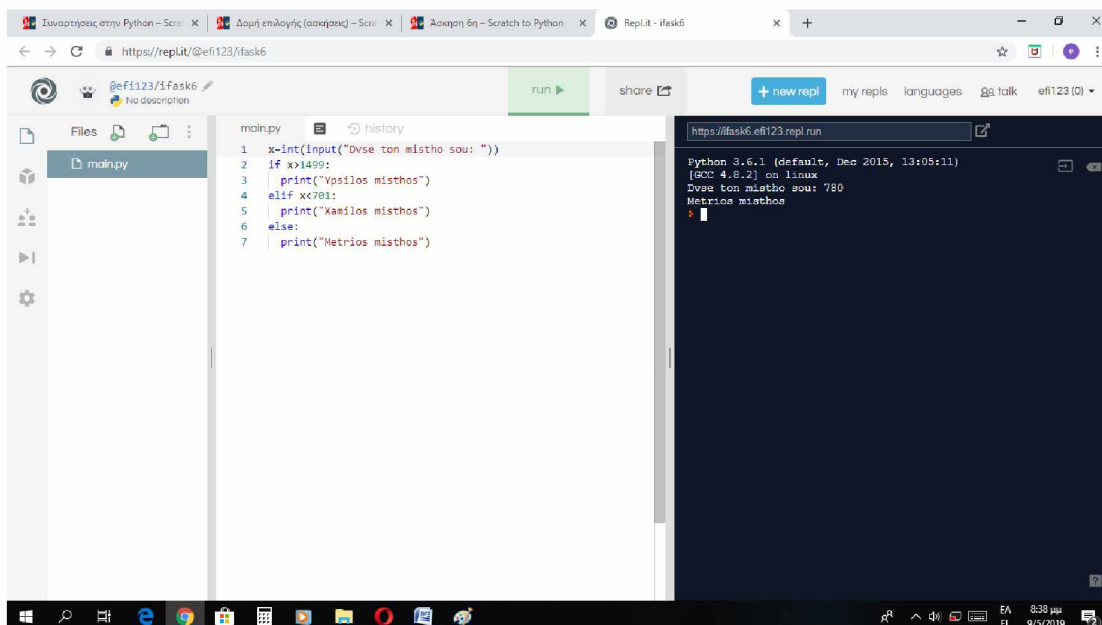 Συναρτήσεις στην Python – Scrat
Δομή επιλογής (ασκήσεις) – Scra
Άσκηση 6η – Scratch to Python
Repl.it - ifask6
https://repl.it/@efi123/ifask6
@efi123/ifask6
No description
run
share
+ new repl
my repls
languages
talk
efi123 (0)
Files
main.py
main.py
history
https://ifask6.efi123.repl.run
1 x=int(input("Dvse ton mistho sou: "))
2 if x>1499:
3 print("Ypsilos misthos")
4 elif x<701:
5 print("Xamilos misthos")
6 else:
7 print("Metrios misthos")
Python 3.6.1 (default, Dec 2015, 13:05:11)
[GCC 4.8.2] on linux
Dvse ton mistho sou: 780
Metrios misthos
ΕΛ
8:38 μμ
9/5/2019